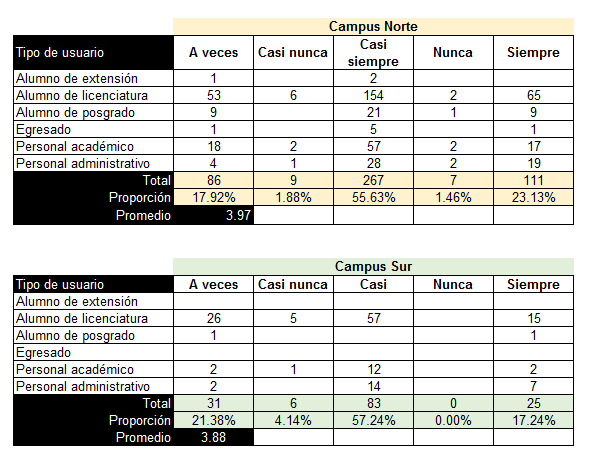 Campus Norte
Tipo de usuario A veces Casi nunca Casi siempre Nunca Siempre
Alumno de extensión 1 2
Alumno de licenciatura 53 6 154 2 65
Alumno de posgrado 9 21 1 9
Egresado 1 5 1
Personal académico 18 2 57 2 17
Personal administrativo 4 1 28 2 19
Total 86 9 267 7 111
Proporción 17.92% 1.88% 55.63% 1.46% 23.13%
Promedio 3.97
Campus Sur
Tipo de usuario A veces Casi nunca Casi Nunca Siempre
Alumno de extensión
Alumno de licenciatura 26 5 57 15
Alumno de posgrado 1 1
Egresado
Personal académico 2 1 12 2
Personal administrativo 2 14 7
Total 31 6 83 0 25
Proporción 21.38% 4.14% 57.24% 0.00% 17.24%
Promedio 3.88